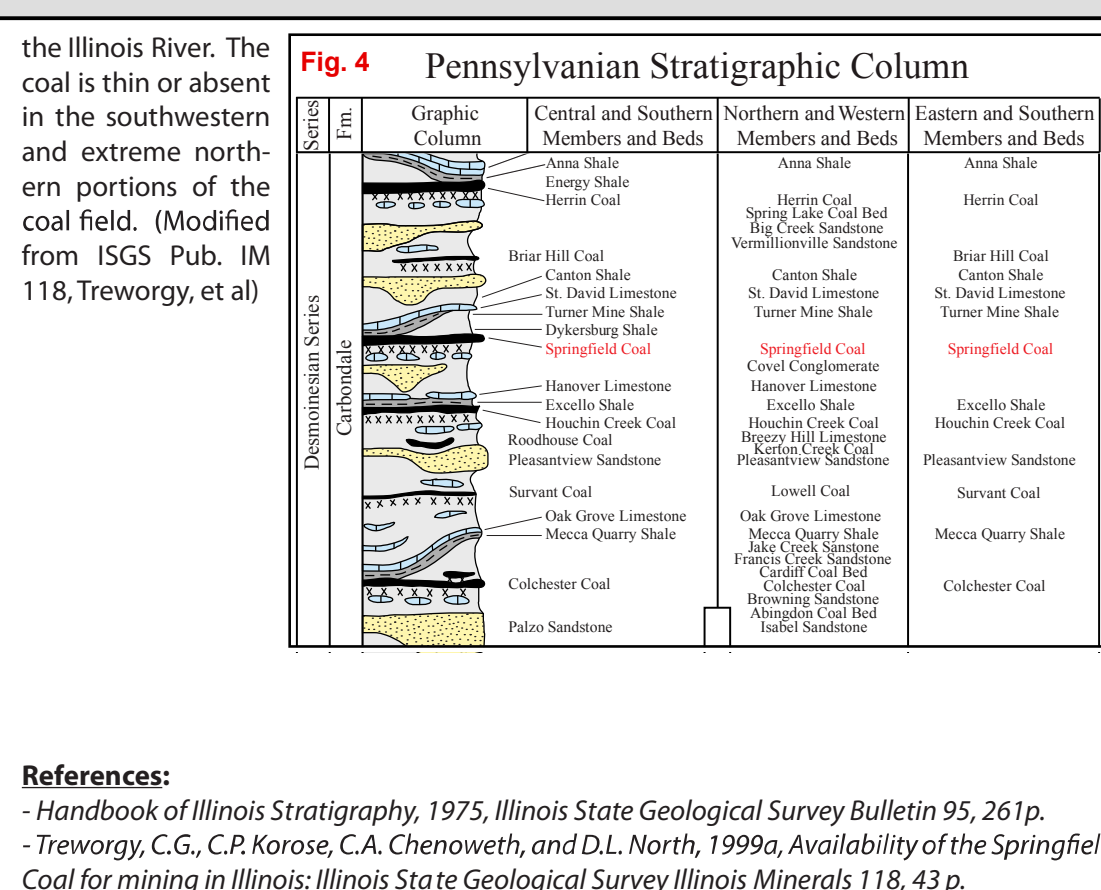 the Illinois River. The
coal is thin or absent
in the southwestern
and extreme north-
ern portions of the
coal field. (Modified
from ISGS Pub. IM
118, Treworgy, et al)
Fig. 4
Pennsylvanian Stratigraphic Column
Series
Fm.
Graphic
Column
Central and Southern
Members and Beds
Northern and Western
Members and Beds
Eastern and Southern
Members and Beds
Desmoinesian Series
Carbondale
Anna Shale
Energy Shale
Herrin Coal
Briar Hill Coal
Canton Shale
St. David Limestone
Turner Mine Shale
Dykersburg Shale
Springfield Coal
Hanover Limestone
Excello Shale
Houchin Creek Coal
Roodhouse Coal
Pleasantview Sandstone
Survant Coal
Oak Grove Limestone
Mecca Quarry Shale
Colchester Coal
Palzo Sandstone
Anna Shale
Herrin Coal
Spring Lake Coal Bed
Big Creek Sandstone
Vermillionville Sandstone
Canton Shale
St. David Limestone
Turner Mine Shale
Springfield Coal
Covel Conglomerate
Hanover Limestone
Excello Shale
Houchin Creek Coal
Breezy Hill Limestone
Kerton Creek Coal
Pleasantview Sandstone
Lowell Coal
Oak Grove Limestone
Mecca Quarry Shale
Jake Creek Sanstone
Francis Creek Sandstone
Cardiff Coal Bed
Colchester Coal
Browning Sandstone
Abingdon Coal Bed
Isabel Sandstone
Anna Shale
Herrin Coal
Briar Hill Coal
Canton Shale
St. David Limestone
Turner Mine Shale
Springfield Coal
Excello Shale
Houchin Creek Coal
Pleasantview Sandstone
Survant Coal
Mecca Quarry Shale
Colchester Coal
References:
- Handbook of Illinois Stratigraphy, 1975, Illinois State Geological Survey Bulletin 95, 261p.
- Treworgy, C.G., C.P. Korose, C.A. Chenoweth, and D.L. North, 1999a, Availability of the Springfiel
Coal for mining in Illinois: Illinois State Geological Survey Illinois Minerals 118, 43 p.